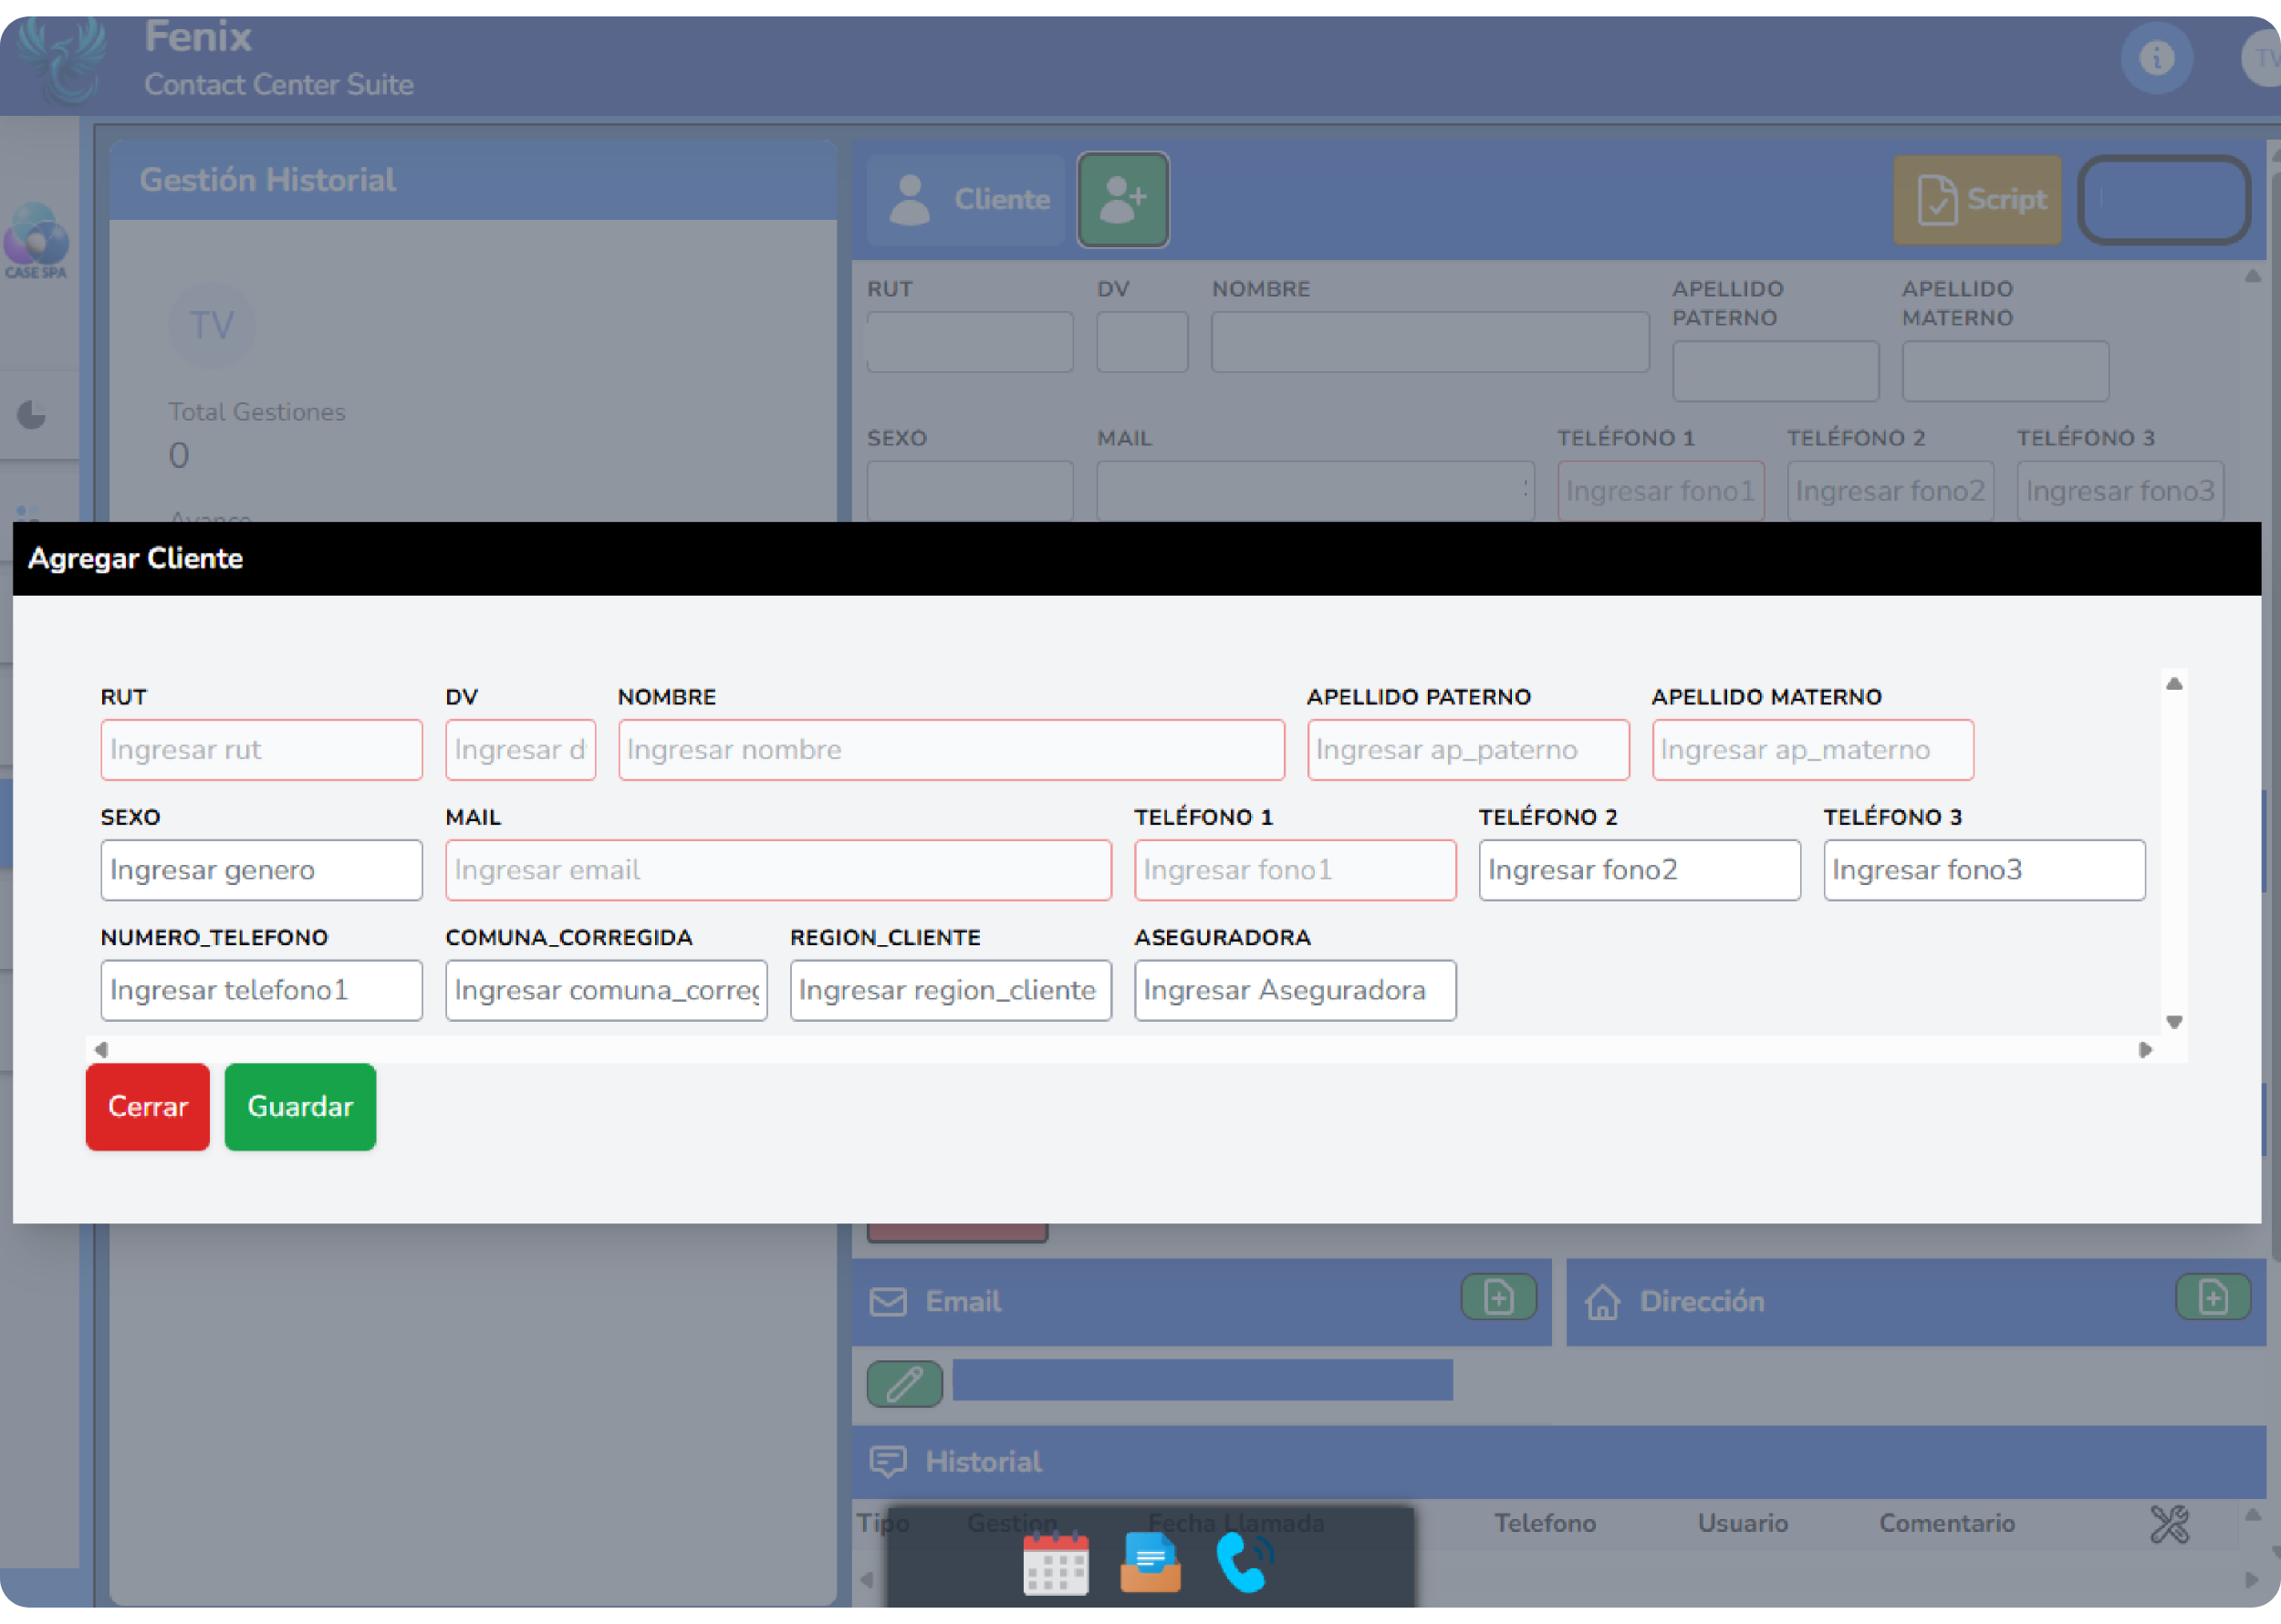 Fenix
Contact Center Suite
TV
Gestión Historial
Cliente
Script
CASE SPA
RUT DV NOMBRE APELLIDO PATERNO APELLIDO MATERNO
TV
Total Gestiones
0
SEXO MAIL TELÉFONO 1 TELÉFONO 2 TELÉFONO 3
Ingresar fono1 Ingresar fono2 Ingresar fono3
Avance
Agregar Cliente
RUT DV NOMBRE APELLIDO PATERNO APELLIDO MATERNO
Ingresar rut Ingresar d Ingresar nombre Ingresar ap_paterno Ingresar ap_materno
SEXO MAIL TELÉFONO 1 TELÉFONO 2 TELÉFONO 3
Ingresar genero Ingresar email Ingresar fono1 Ingresar fono2 Ingresar fono3
NUMERO_TELEFONO COMUNA_CORREGIDA REGION_CLIENTE ASEGURADORA
Ingresar telefono1 Ingresar comuna_correg Ingresar region_cliente Ingresar Aseguradora
Cerrar Guardar
Email Dirección
Historial
Tipo Gestion Fecha Llamada Telefono Usuario Comentario